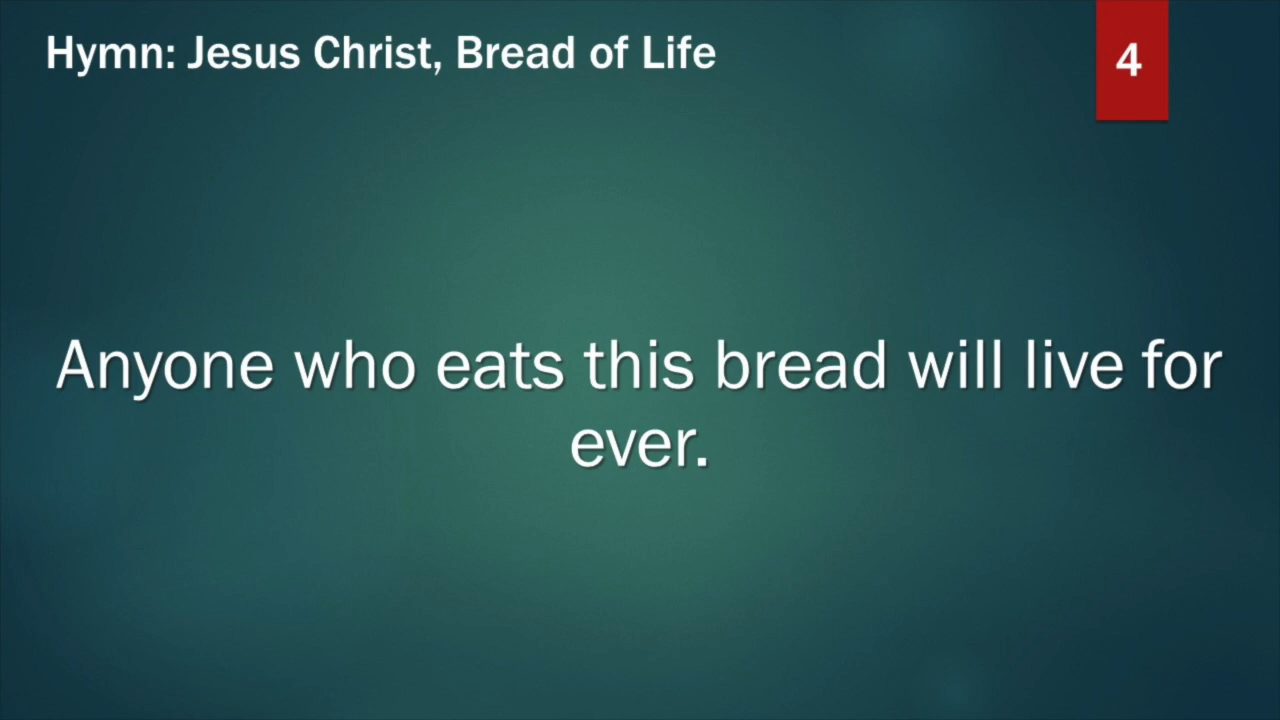 Hymn: Jesus Christ, Bread of Life
4
Anyone who eats this bread will live for
ever.